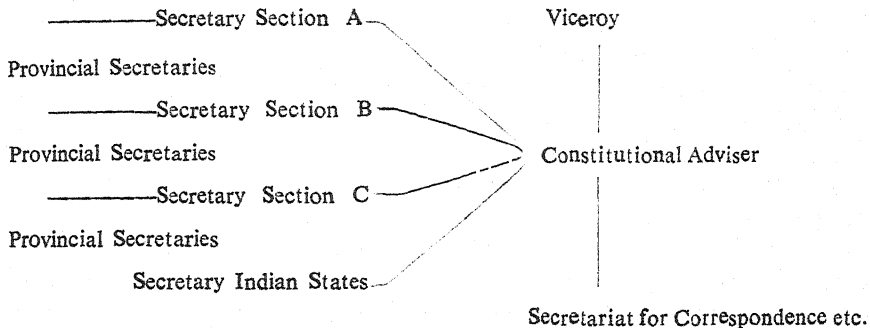 Secretary Section A
Viceroy
Provincial Secretaries
Secretary Section B
Provincial Secretaries
Constitutional Adviser
Secretary Section C
Provincial Secretaries
Secretary Indian States
Secretariat for Correspondence etc.